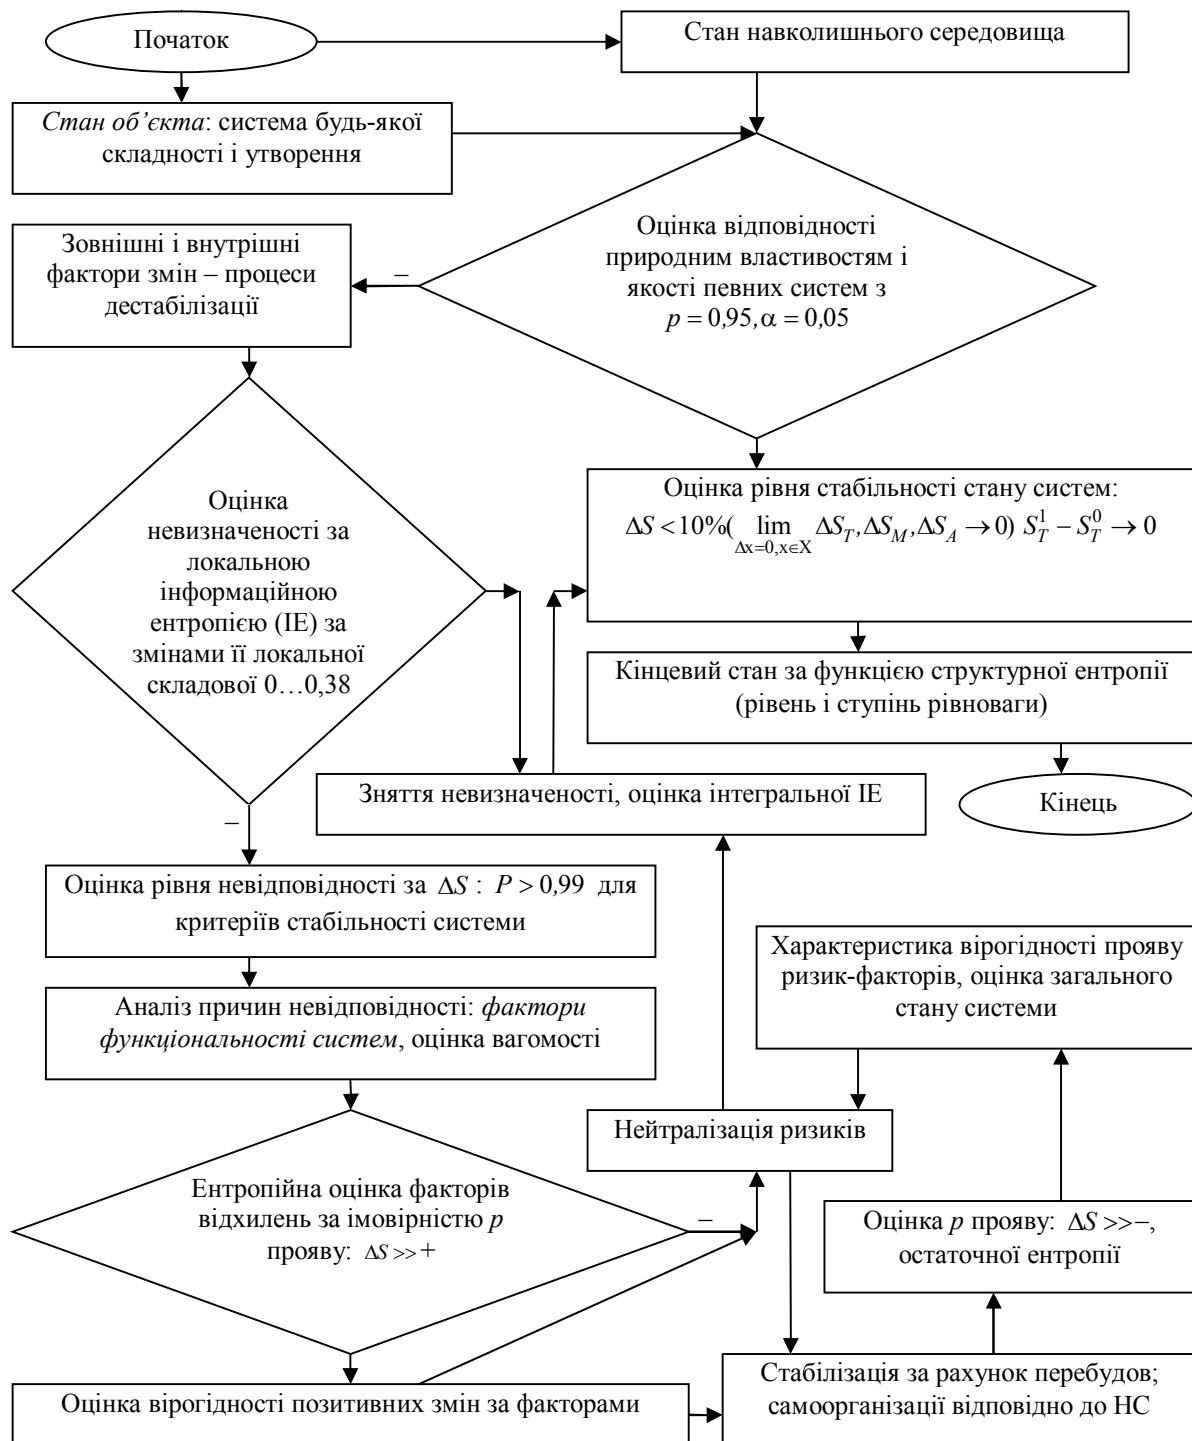 Початок
Стан навколишнього середовища
Стан об’єкта: система будь-якої
складності і утворення
Оцінка відповідності
природним властивостям і
якості певних систем з
p = 0,95, α = 0,05
Зовнішні і внутрішні
фактори змін – процеси
дестабілізації
–
Оцінка
невизначеності за
локальною
інформаційною
ентропією (ІЕ) за
змінами її локальної
складової 0…0,38
Оцінка рівня стабільності стану систем:
ΔS < 10%( lim ΔS_T, ΔS_M, ΔS_A → 0) S_T^1 – S_T^0 → 0
Δx=0,x∈X
Кінцевий стан за функцією структурної ентропії
(рівень і ступінь рівноваги)
Зняття невизначеності, оцінка інтегральної ІЕ
Кінець
–
Оцінка рівня невідповідності за ΔS : P > 0,99 для
критеріїв стабільності системи
Характеристика вірогідності прояву
ризик-факторів, оцінка загального
стану системи
Аналіз причин невідповідності: фактори
функціональності систем, оцінка вагомості
Нейтралізація ризиків
Ентропійна оцінка факторів
відхилень за імовірністю p
прояву: ΔS >> +
–
Оцінка p прояву: ΔS >>–,
остаточної ентропії
Оцінка вірогідності позитивних змін за факторами
Стабілізація за рахунок перебудов;
самоорганізації відповідно до НС